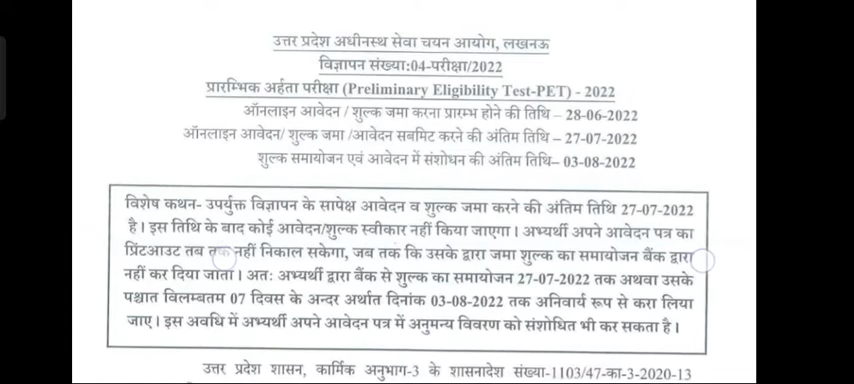 उत्तर प्रदेश अधीनस्थ सेवा चयन आयोग, लखनऊ
विज्ञापन संख्या:04-परीक्षा/2022
प्रारम्भिक अर्हता परीक्षा (Preliminary Eligibility Test-PET) - 2022
ऑनलाइन आवेदन / शुल्क जमा करना प्रारम्भ होने की तिथि – 28-06-2022
ऑनलाइन आवेदन/ शुल्क जमा /आवेदन सबमिट करने की अंतिम तिथि – 27-07-2022
शुल्क समायोजन एवं आवेदन में संशोधन की अंतिम तिथि– 03-08-2022
विशेष कथन- उपर्युक्त विज्ञापन के सापेक्ष आवेदन व शुल्क जमा करने की अंतिम तिथि 27-07-2022
है। इस तिथि के बाद कोई आवेदन/शुल्क स्वीकार नहीं किया जाएगा। अभ्यर्थी अपने आवेदन पत्र का
प्रिंटआउट तब तक नहीं निकाल सकेगा, जब तक कि उसके द्वारा जमा शुल्क का समायोजन बैंक द्वारा
नहीं कर दिया जाता। अतः अभ्यर्थी द्वारा बैंक से शुल्क का समायोजन 27-07-2022 तक अथवा उसके
पश्चात विलम्बतम 07 दिवस के अन्दर अर्थात दिनांक 03-08-2022 तक अनिवार्य रूप से करा लिया
जाए। इस अवधि में अभ्यर्थी अपने आवेदन पत्र में अनुमन्य विवरण को संशोधित भी कर सकता है।
उत्तर प्रदेश शासन, कार्मिक अनुभाग-3 के शासनादेश संख्या-1103/47-का-3-2020-13